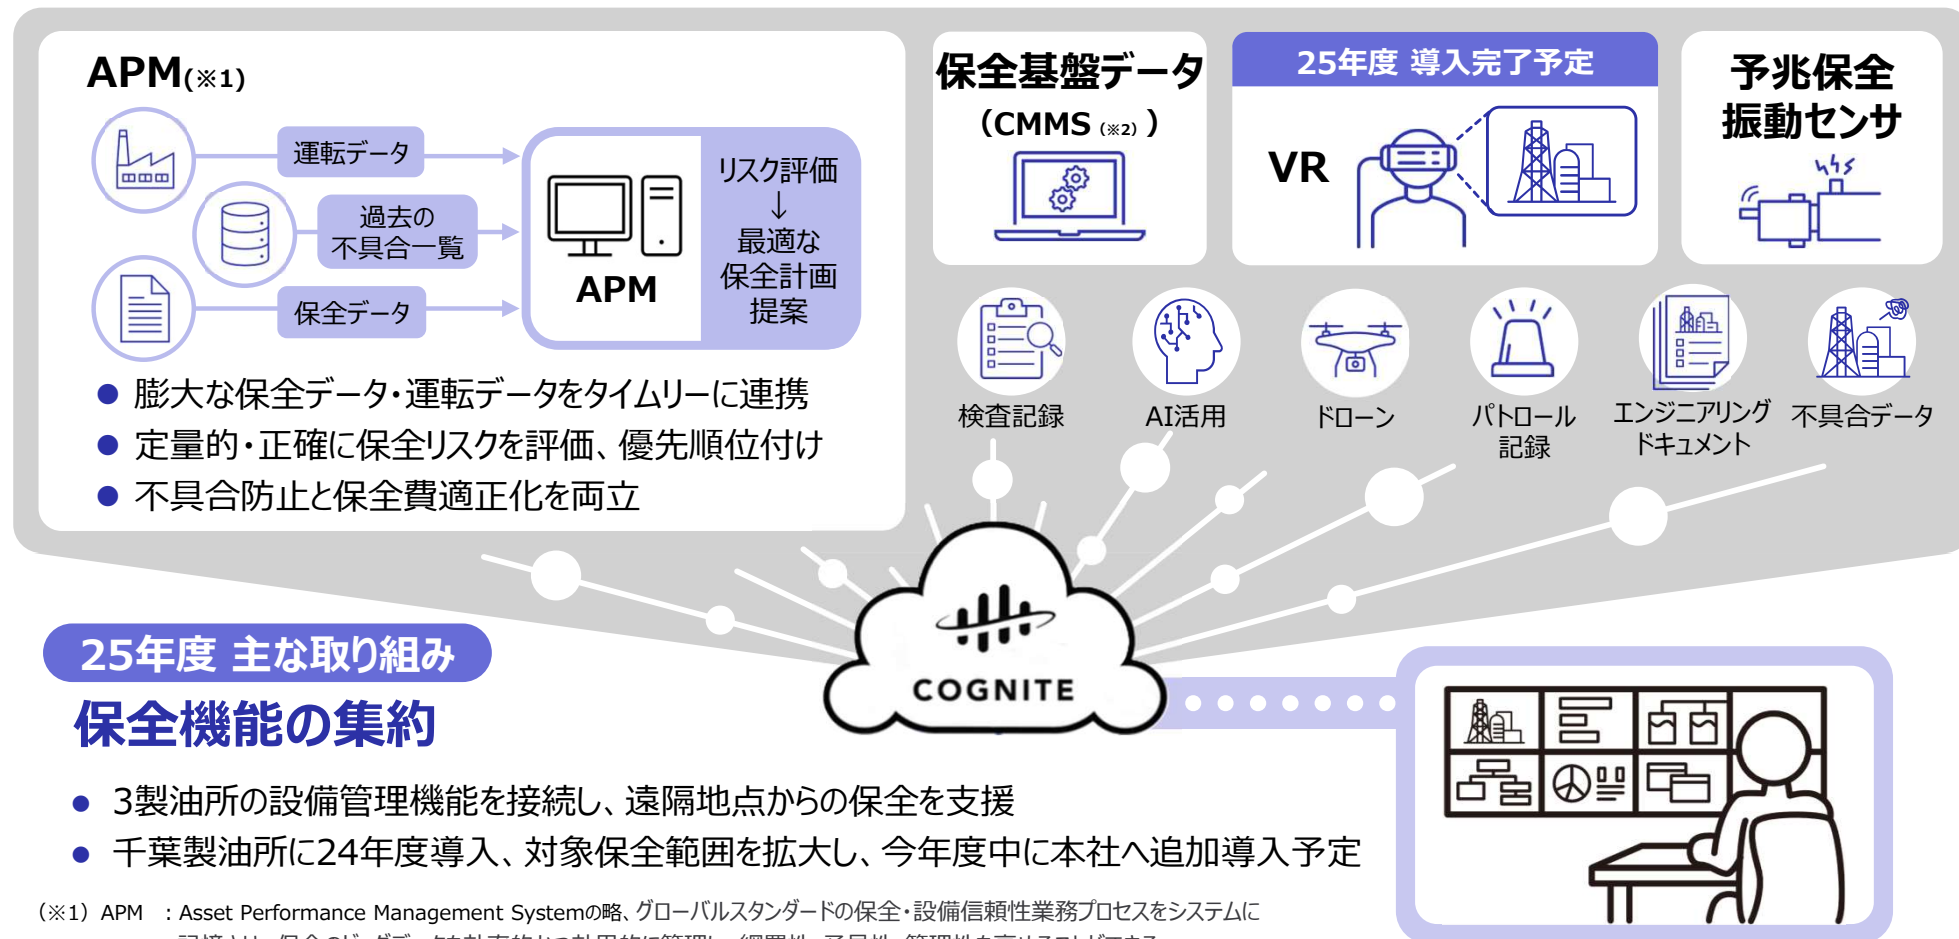 APM(※1)
運転データ
過去の
不具合一覧
保全データ
APM
リスク評価
↓
最適な
保全計画
提案
● 膨大な保全データ・運転データをタイムリーに連携
● 定量的・正確に保全リスクを評価、優先順位付け
● 不具合防止と保全費適正化を両立
保全基盤データ
（CMMS（※2））
25年度 導入完了予定
VR
予兆保全
振動センサ
検査記録
AI活用
ドローン
パトロール
記録
エンジニアリング
ドキュメント
不具合データ
COGNITE
25年度 主な取り組み
保全機能の集約
● 3製油所の設備管理機能を接続し、遠隔地点からの保全を支援
● 千葉製油所に24年度導入、対象保全範囲を拡大し、今年度中に本社へ追加導入予定
（※1）APM ：Asset Performance Management Systemの略、グローバルスタンダードの保全・設備信頼性業務プロセスをシステムに